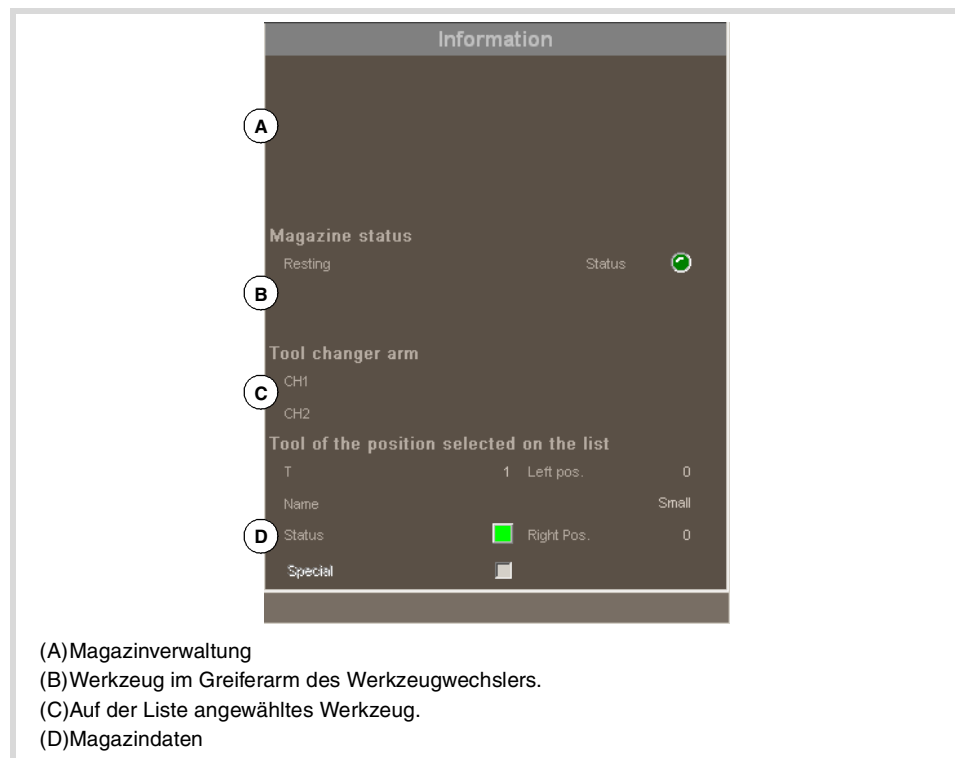 Information
A
Magazine status
Resting Status
B
Tool changer arm
CH1
C
CH2
Tool of the position selected on the list
T 1 Left pos. 0
Name Small
D Status Right Pos. 0
Special
(A)Magazinverwaltung
(B)Werkzeug im Greiferarm des Werkzeugwechslers.
(C)Auf der Liste angewähltes Werkzeug.
(D)Magazindaten